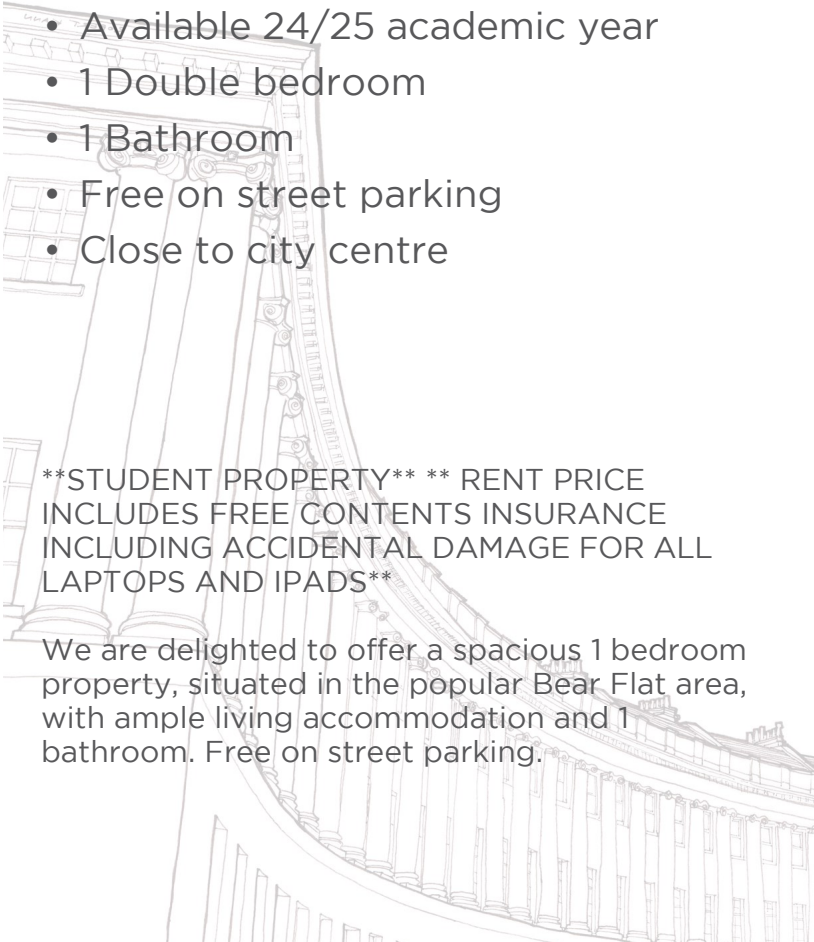 • Available 24/25 academic year
• 1 Double bedroom
• 1 Bathroom
• Free on street parking
• Close to city centre
**STUDENT PROPERTY** ** RENT PRICE
INCLUDES FREE CONTENTS INSURANCE
INCLUDING ACCIDENTAL DAMAGE FOR ALL
LAPTOPS AND IPADS**
We are delighted to offer a spacious 1 bedroom
property, situated in the popular Bear Flat area,
with ample living accommodation and 1
bathroom. Free on street parking.